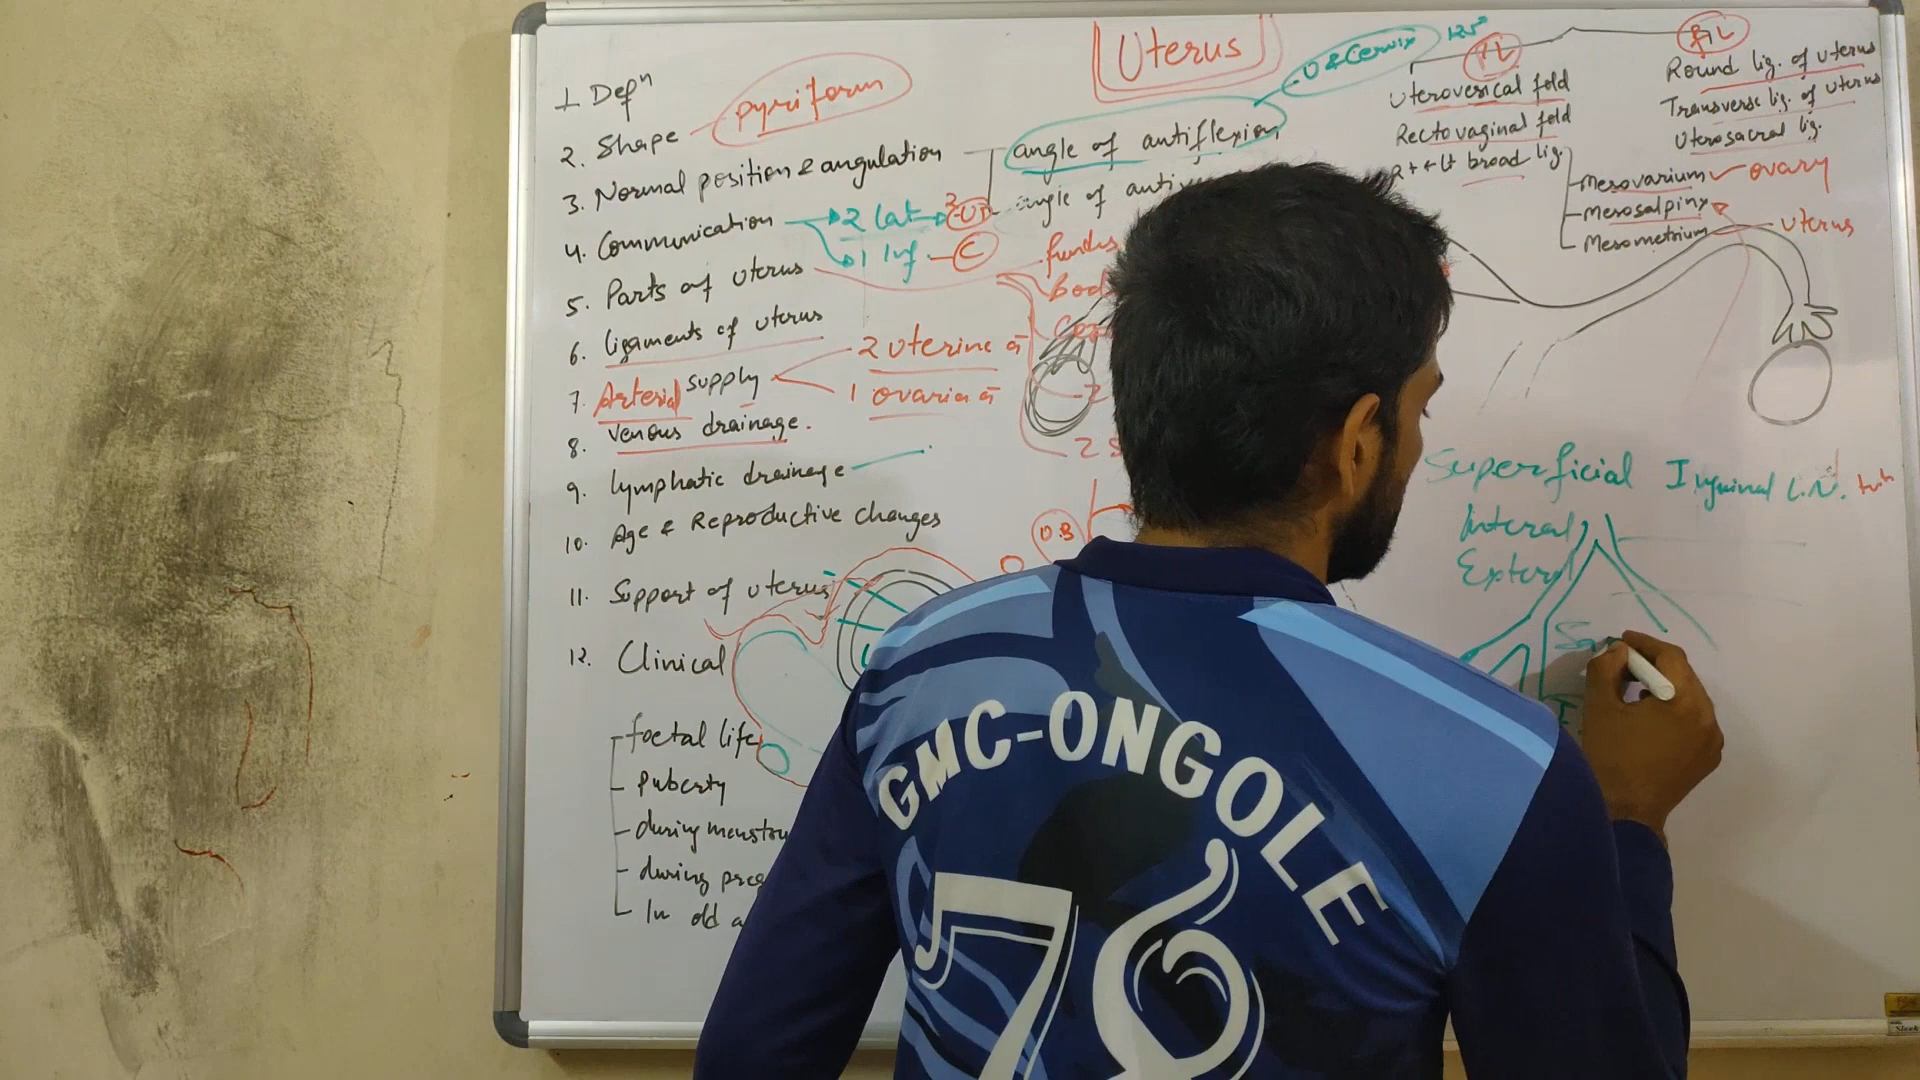 Uterus
1 Defⁿ
2. Shape pyriform
3. Normal position & angulation
angle of antiflexion
U & Cervix 125°
angle of
4. Communication
2 lat
1 Inf. C
5. Parts of uterus
fundus
6. ligaments of uterus
7. Arterial supply
2 uterine a
1 ovarian a
8. venous drainage.
9. lymphatic drainage
10. Age & Reproductive changes
11. Support of uterus
12. Clinical
foetal life
puberty
during
during
In old
PL
Uterovesical fold
Rectovaginal fold
Rt & Lt broad lig.
Mesovarium ovary
Mesosalpinx
Mesometrium uterus
Round lig. of uterus
Transverse lig. of uterus
Uterosacral lig.
Superficial Inguinal L.N.
Internal
External
GMC-ONGOLE
76